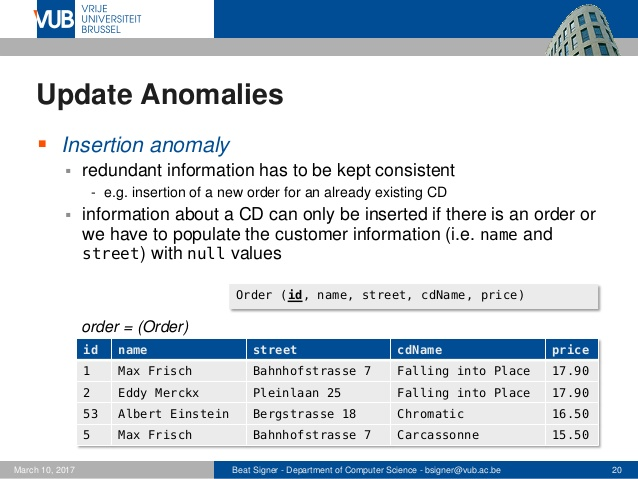 VUB
VRIJE
UNIVERSITEIT
BRUSSEL
Update Anomalies
▪ Insertion anomaly
▪ redundant information has to be kept consistent
- e.g. insertion of a new order for an already existing CD
▪ information about a CD can only be inserted if there is an order or
we have to populate the customer information (i.e. name and
street) with null values
Order (id, name, street, cdName, price)
order = (Order)
id name street cdName price
1 Max Frisch Bahnhofstrasse 7 Falling into Place 17.90
2 Eddy Merckx Pleinlaan 25 Falling into Place 17.90
53 Albert Einstein Bergstrasse 18 Chromatic 16.50
5 Max Frisch Bahnhofstrasse 7 Carcassonne 15.50
March 10, 2017 Beat Signer - Department of Computer Science - bsigner@vub.ac.be 20